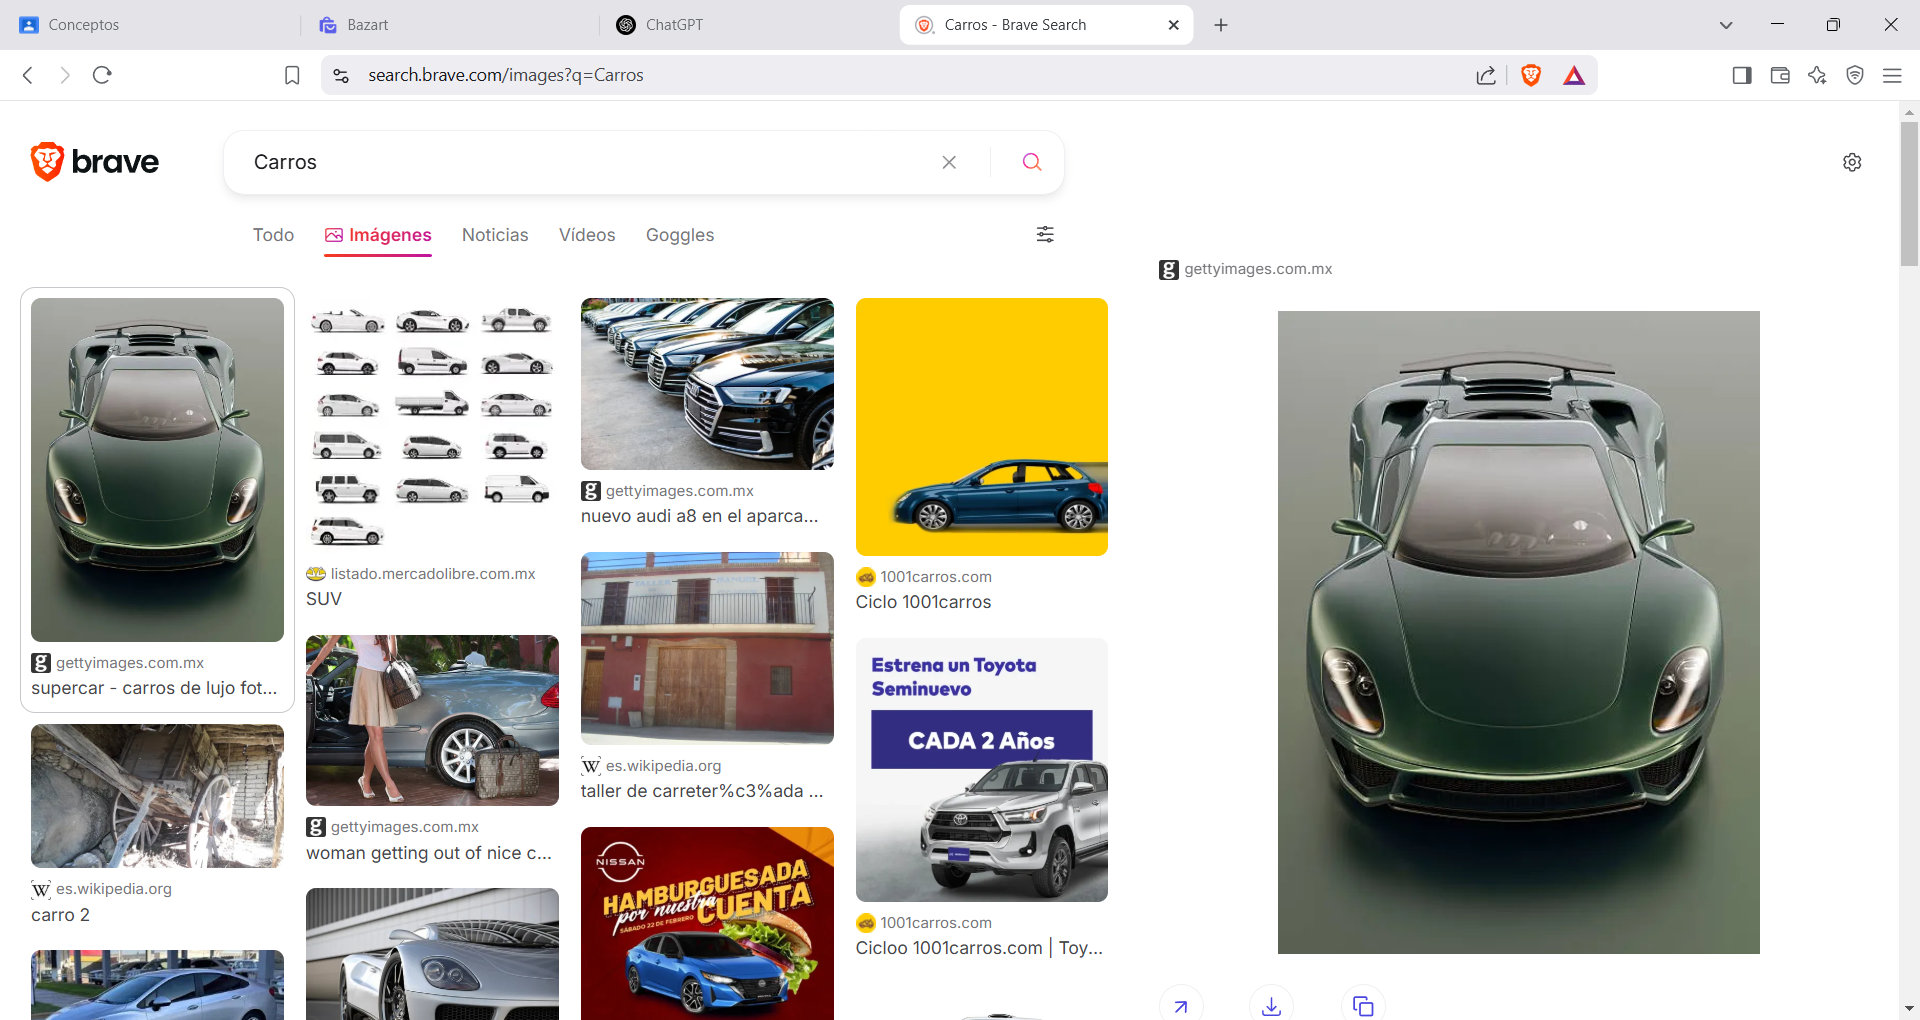 Conceptos
Bazart
ChatGPT
Carros - Brave Search
search.brave.com/images?q=Carros
brave
Carros
Todo
Imágenes
Noticias
Vídeos
Goggles
gettyimages.com.mx
supercar - carros de lujo fot...
es.wikipedia.org
carro 2
listado.mercadolibre.com.mx
SUV
gettyimages.com.mx
woman getting out of nice c...
gettyimages.com.mx
nuevo audi a8 en el aparca...
TALLER
es.wikipedia.org
taller de carreter%c3%ada ...
NISSAN
HAMBURGUESADA
por nuestra
CUENTA
SÁBADO 22 DE FEBRERO
1001carros.com
Ciclo 1001carros
Estrena un Toyota
Seminuevo
CADA 2 Años
1001carros.com
Cicloo 1001carros.com | Toy...
gettyimages.com.mx